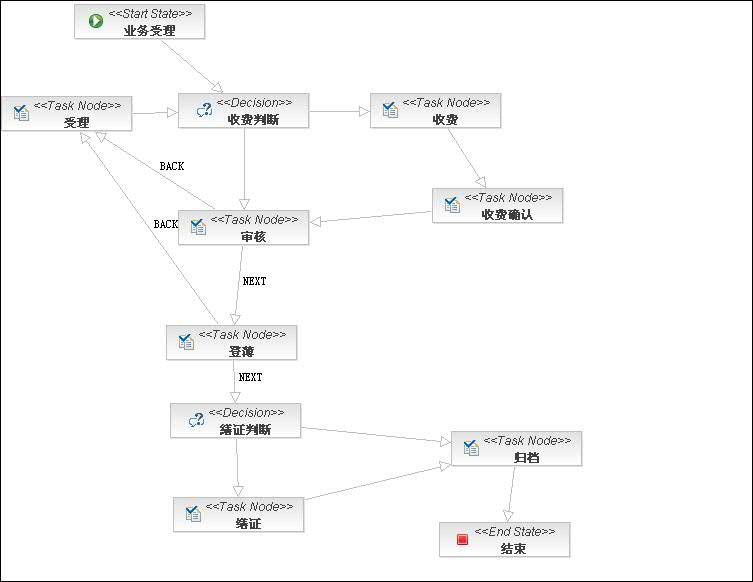 <<Start State>>
业务受理
<<Task Node>>
受理
<<Decision>>
收费判断
<<Task Node>>
收费
BACK
<<Task Node>>
收费确认
BACK
<<Task Node>>
审核
NEXT
<<Task Node>>
登薄
NEXT
<<Decision>>
缮证判断
<<Task Node>>
归档
<<Task Node>>
缮证
<<End State>>
结束